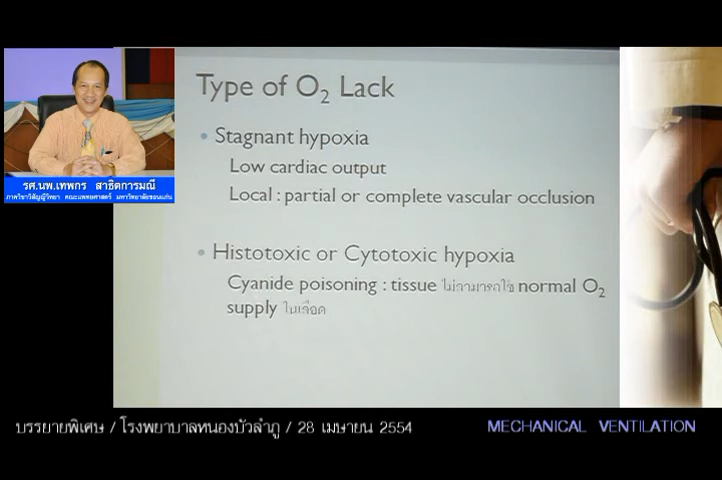 Type of O2 Lack
• Stagnant hypoxia
Low cardiac output
Local : partial or complete vascular occlusion
• Histotoxic or Cytotoxic hypoxia
Cyanide poisoning : tissue ไม่สามารถใช้ normal O2
supply ในเลือด
รศ.นพ.เทพกร สาธิตการมณี
ภาควิชาวิสัญญีวิทยา คณะแพทยศาสตร์ มหาวิทยาลัยขอนแก่น
บรรยายพิเศษ / โรงพยาบาลหนองบัวลำภู / 28 เมษายน 2554
MECHANICAL VENTILATION